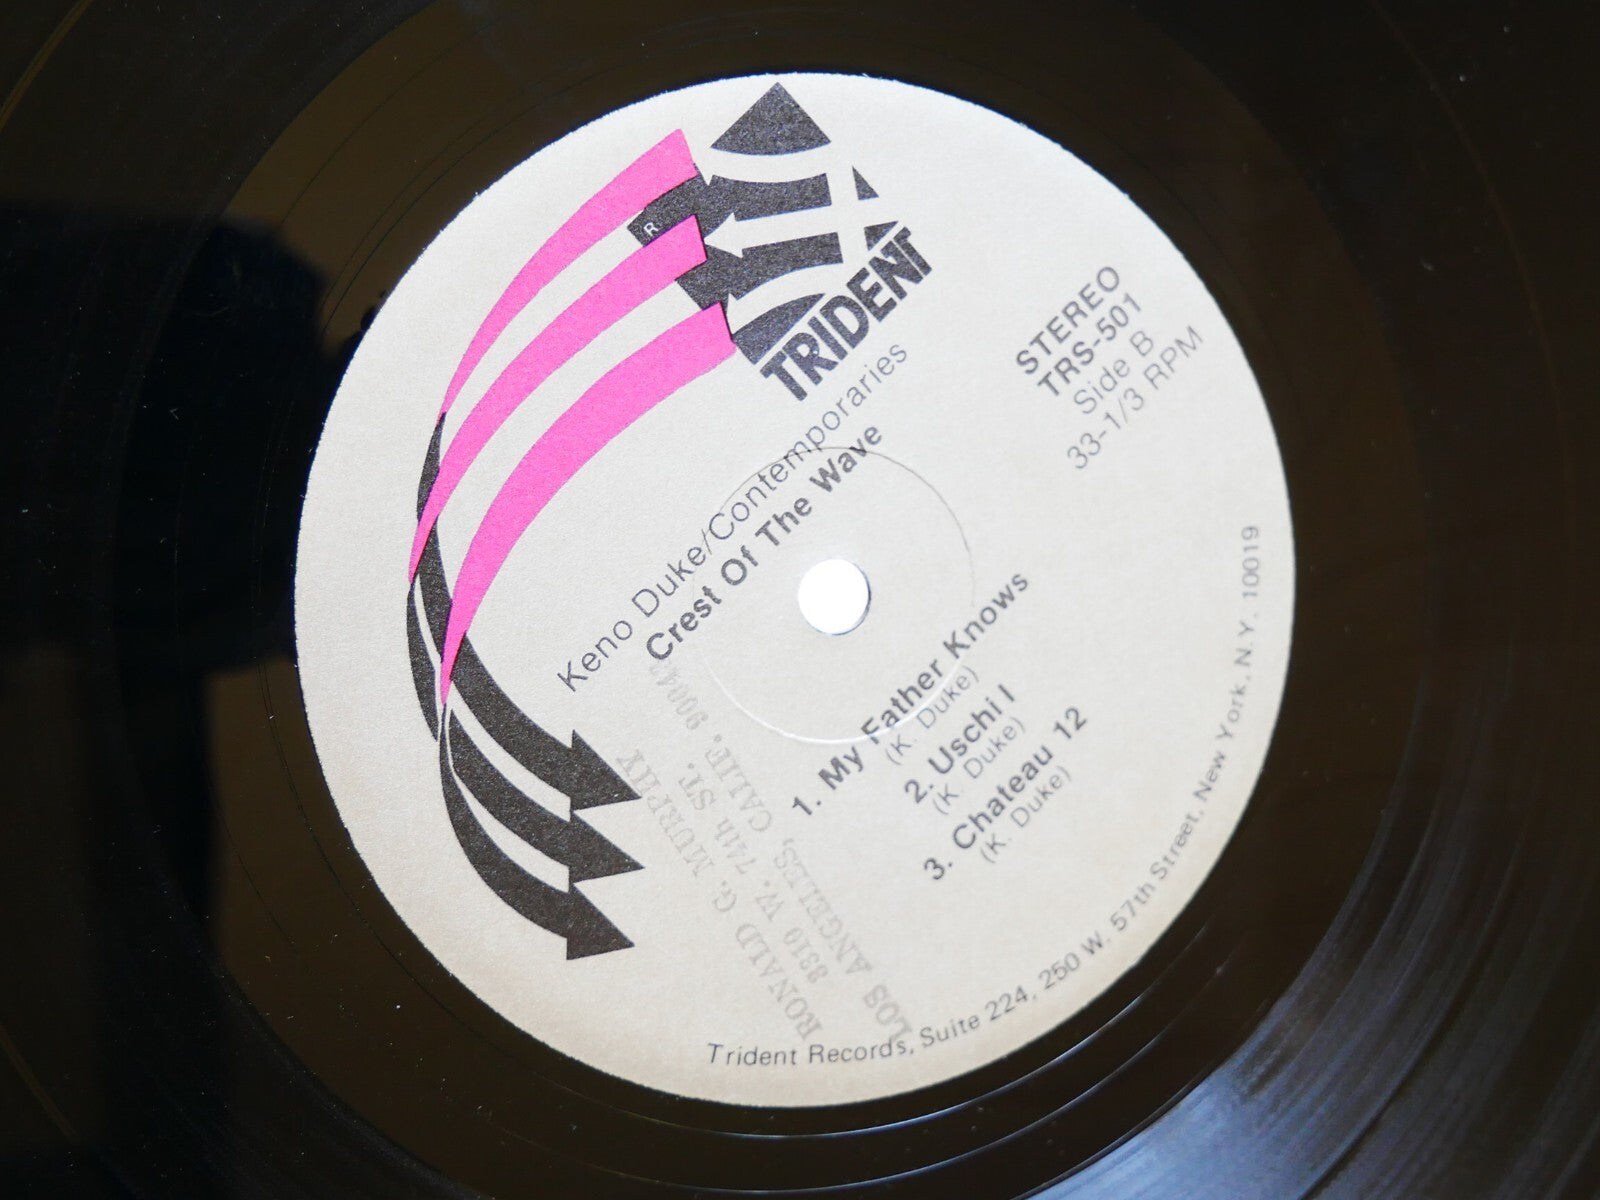 R
TRIDENT
Keno Duke/Contemporaries
Crest Of The Wave
STEREO
TRS-501
Side B
33-1/3 RPM
1. My Father Knows
(K. Duke)
2. Uschi I
(K. Duke)
3. Chateau 12
(K. Duke)
RONALD G. MURPHY
3310 W. 74th ST.
LOS ANGELES, CALIF. 90043
Trident Records, Suite 224, 250 W. 57th Street, New York, N.Y. 10019